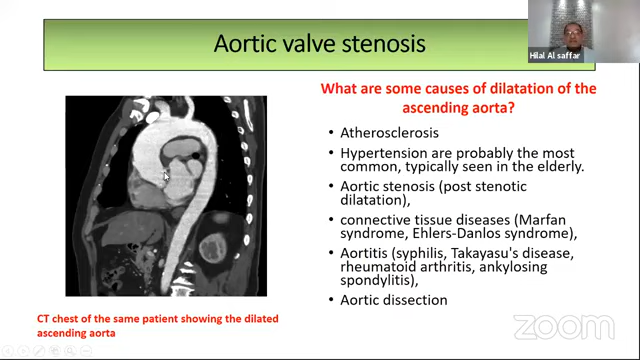 Aortic valve stenosis
Hilal Al saffar
What are some causes of dilatation of the
ascending aorta?
• Atherosclerosis
• Hypertension are probably the most
common, typically seen in the elderly.
• Aortic stenosis (post stenotic
dilatation),
• connective tissue diseases (Marfan
syndrome, Ehlers-Danlos syndrome),
• Aortitis (syphilis, Takayasu's disease,
rheumatoid arthritis, ankylosing
spondylitis),
• Aortic dissection
CT chest of the same patient showing the dilated
ascending aorta
zoom